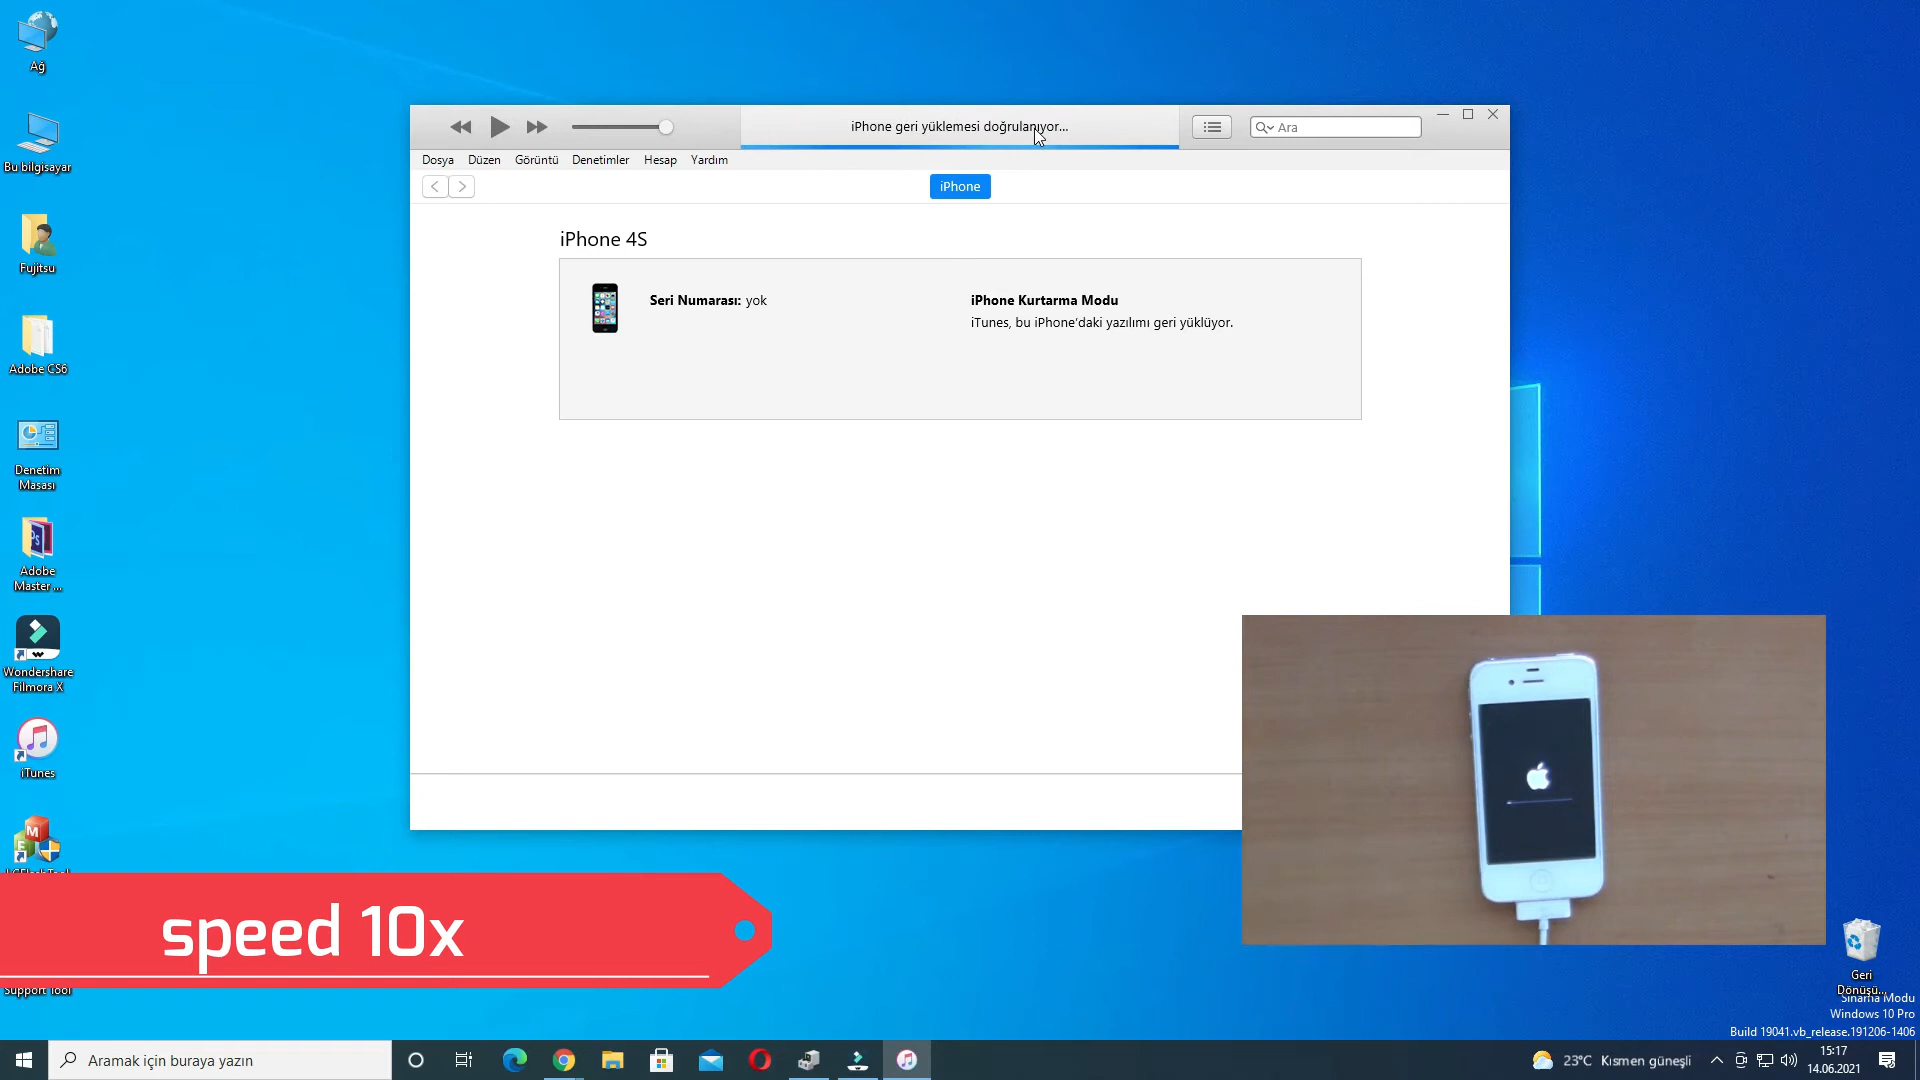 Ağ
Bu bilgisayar
Fujitsu
Adobe CS6
Denetim
Masası
Adobe
Master ...
Wondershare
Filmora X
iTunes
Support Tool
iPhone geri yüklemesi doğrulanıyor...
Ara
Dosya Düzen Görüntü Denetimler Hesap Yardım
iPhone
iPhone 4S
Seri Numarası: yok
iPhone Kurtarma Modu
iTunes, bu iPhone'daki yazılımı geri yüklüyor.
speed 10x
Geri
Dönüşü...
Sınama Modu
Windows 10 Pro
Build 19041.vb_release.191206-1406
Aramak için buraya yazın
23°C Kısmen güneşli
15:17
14.06.2021